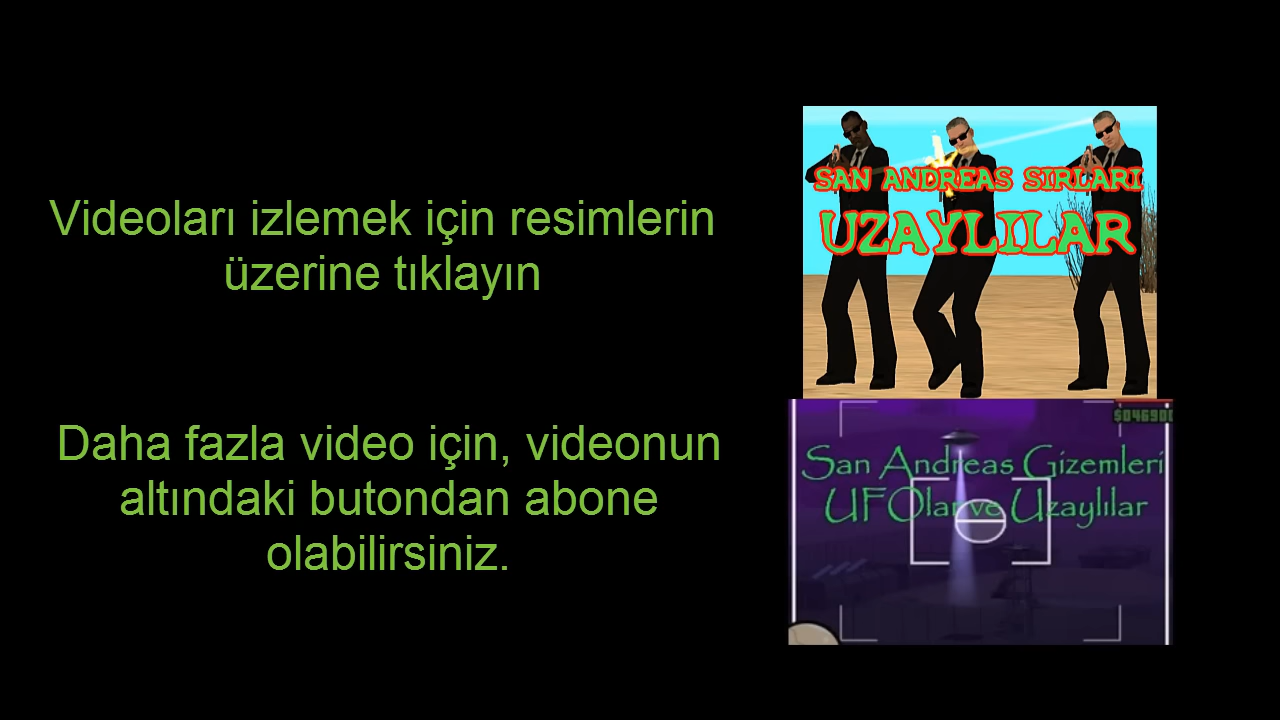 Videoları izlemek için resimlerin
üzerine tıklayın
Daha fazla video için, videonun
altındaki butondan abone
olabilirsiniz.
SAN ANDREAS SIRLARI
UZAYLILAR
San Andreas Gizemleri
UFOlar ve Uzaylılar